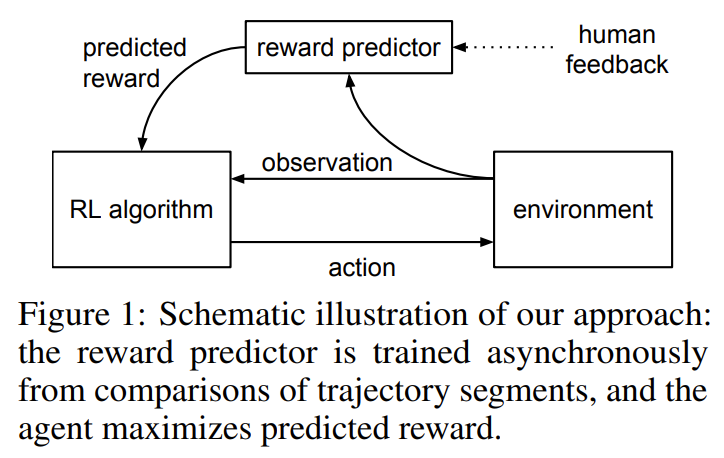 predicted
reward
reward predictor
human
feedback
observation
RL algorithm
environment
action
Figure 1: Schematic illustration of our approach:
the reward predictor is trained asynchronously
from comparisons of trajectory segments, and the
agent maximizes predicted reward.